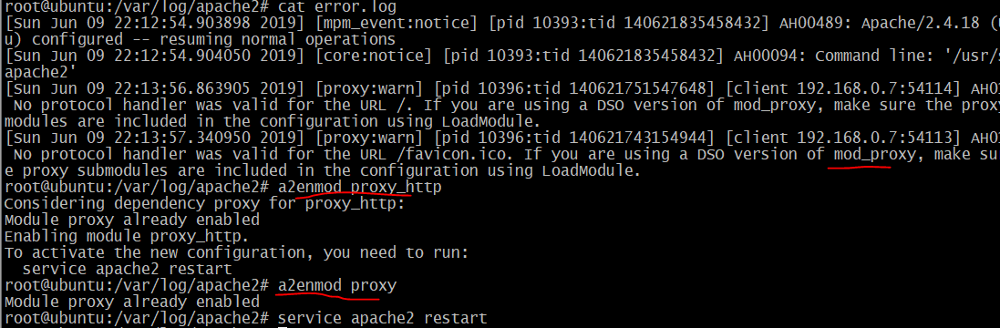 root@ubuntu:/var/log/apache2# cat error.log
[Sun Jun 09 22:12:54.903898 2019] [mpm_event:notice] [pid 10393:tid 140621835458432] AH00489: Apache/2.4.18 (U
u) configured -- resuming normal operations
[Sun Jun 09 22:12:54.904050 2019] [core:notice] [pid 10393:tid 140621835458432] AH00094: Command line: '/usr/s
apache2'
[Sun Jun 09 22:13:56.863905 2019] [proxy:warn] [pid 10396:tid 140621751547648] [client 192.168.0.7:54114] AH01
No protocol handler was valid for the URL /. If you are using a DSO version of mod_proxy, make sure the proxy
modules are included in the configuration using LoadModule.
[Sun Jun 09 22:13:57.340950 2019] [proxy:warn] [pid 10396:tid 140621743154944] [client 192.168.0.7:54113] AH01
No protocol handler was valid for the URL /favicon.ico. If you are using a DSO version of mod_proxy, make su
e proxy submodules are included in the configuration using LoadModule.
root@ubuntu:/var/log/apache2# a2enmod proxy_http
Considering dependency proxy for proxy_http:
Module proxy already enabled
Enabling module proxy_http.
To activate the new configuration, you need to run:
service apache2 restart
root@ubuntu:/var/log/apache2# a2enmod proxy
Module proxy already enabled
root@ubuntu:/var/log/apache2# service apache2 restart